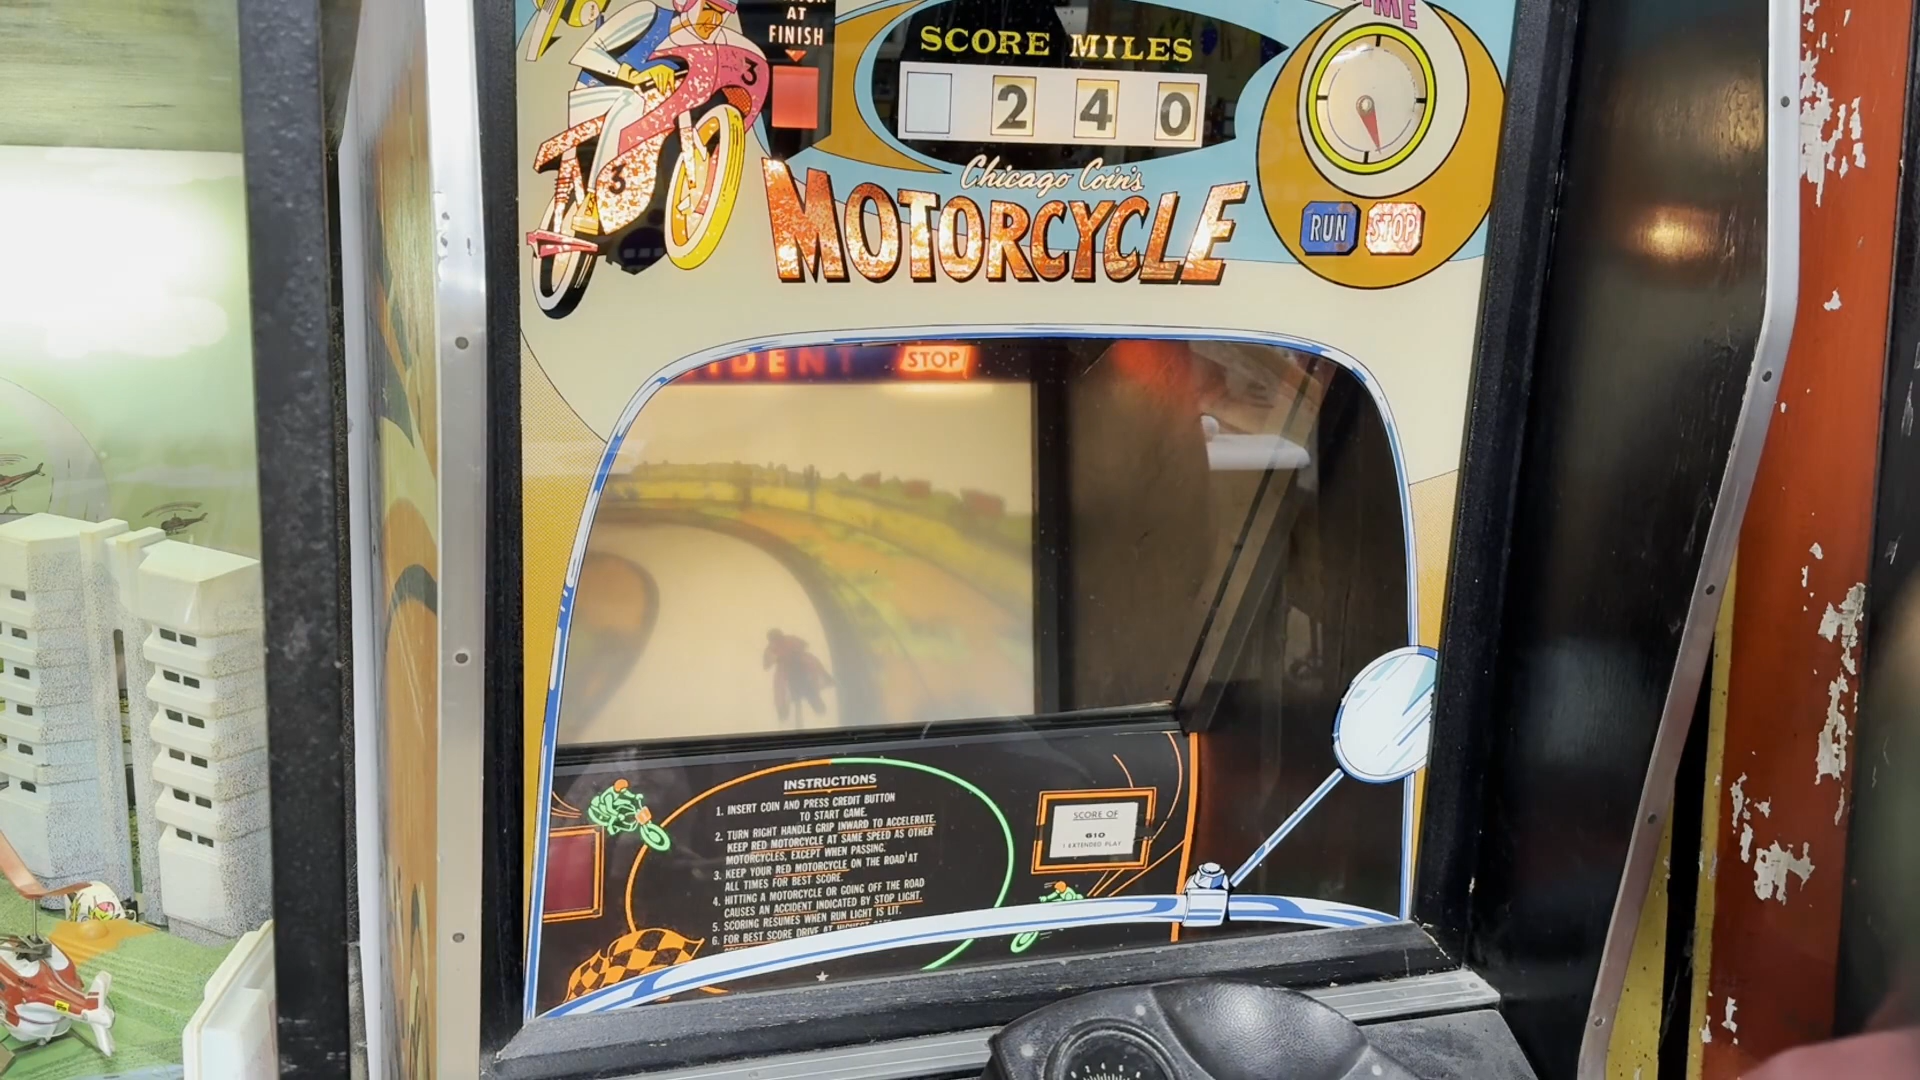 AT
FINISH
SCORE MILES
2 4 0
3
3
Chicago Coin's
MOTORCYCLE
RUN STOP
STOP
INSTRUCTIONS
1. INSERT COIN AND PRESS CREDIT BUTTON
TO START GAME.
2. TURN RIGHT HANDLE GRIP INWARD TO ACCELERATE.
KEEP RED MOTORCYCLE AT SAME SPEED AS OTHER
MOTORCYCLES, EXCEPT WHEN PASSING.
3. KEEP YOUR RED MOTORCYCLE ON THE ROAD AT
ALL TIMES FOR BEST SCORE.
4. HITTING A MOTORCYCLE OR GOING OFF THE ROAD
CAUSES AN ACCIDENT INDICATED BY STOP LIGHT.
5. SCORING RESUMES WHEN RUN LIGHT IS LIT.
6. FOR BEST SCORE DRIVE AT
SCORE OF
610
1 EXTENDED PLAY